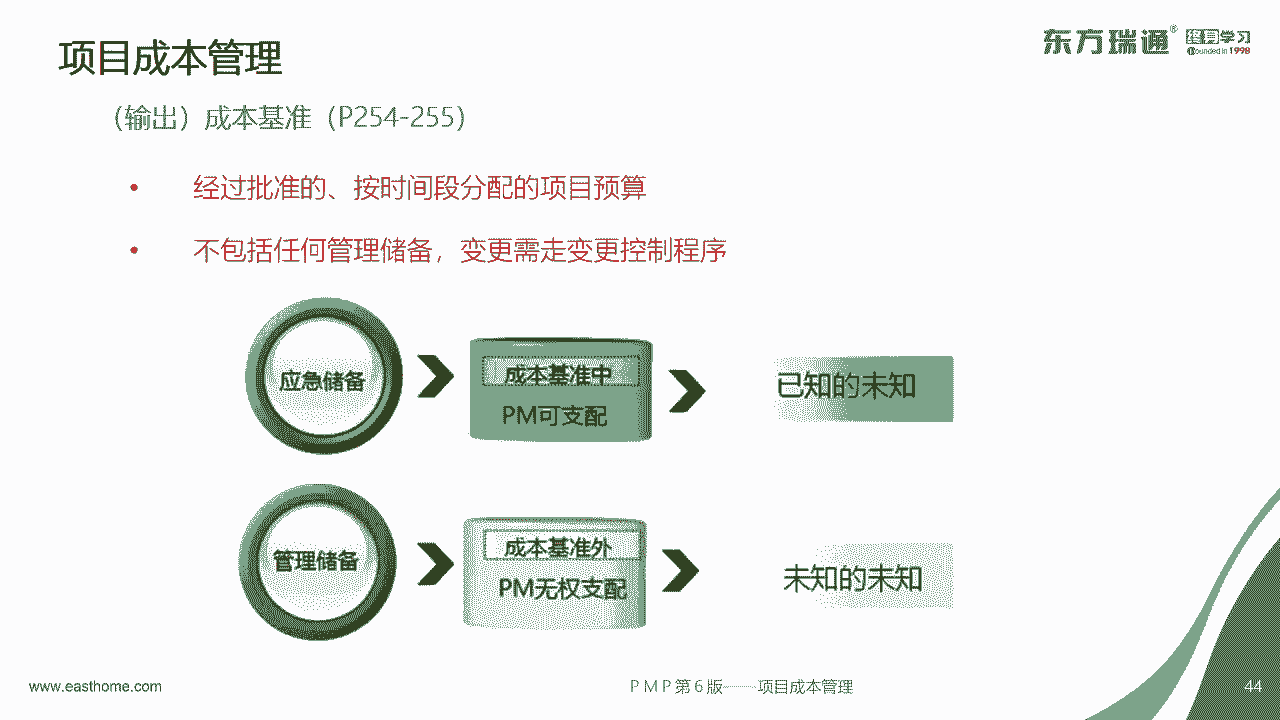 项目成本管理
东方瑞通® 终身学习
Founded in 1998
（输出）成本基准（P254-255）
• 经过批准的、按时间段分配的项目预算
• 不包括任何管理储备，变更需走变更控制程序
应急储备
成本基准中
PM可支配
已知的未知
管理储备
成本基准外
PM无权支配
未知的未知
www.easthome.com
PMP第6版——项目成本管理
44